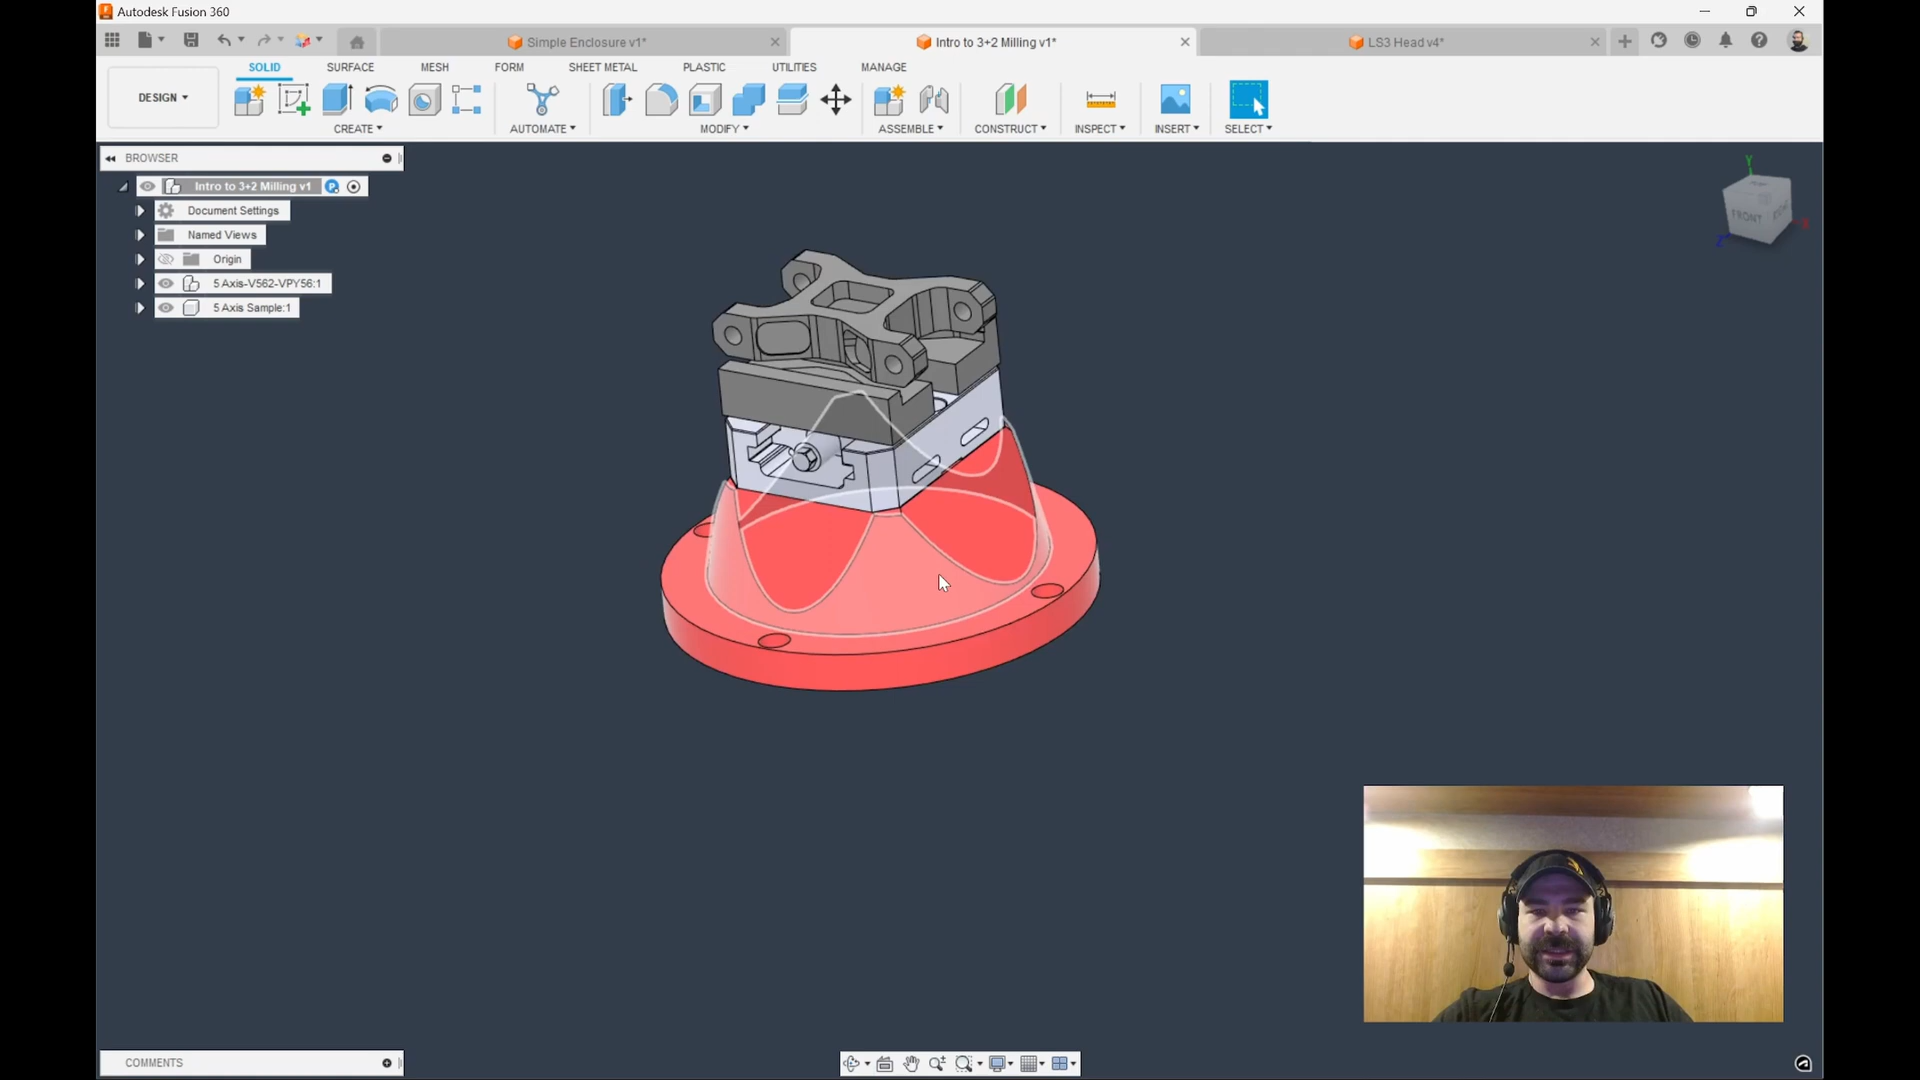 Autodesk Fusion 360
Simple Enclosure v1*
Intro to 3+2 Milling v1*
LS3 Head v4*
SOLID
SURFACE
MESH
FORM
SHEET METAL
PLASTIC
UTILITIES
MANAGE
DESIGN
CREATE
AUTOMATE
MODIFY
ASSEMBLE
CONSTRUCT
INSPECT
INSERT
SELECT
BROWSER
Intro to 3+2 Milling v1
Document Settings
Named Views
Origin
5 Axis-V562-VPY56:1
5 Axis Sample:1
Y
FRONT
Z
COMMENTS